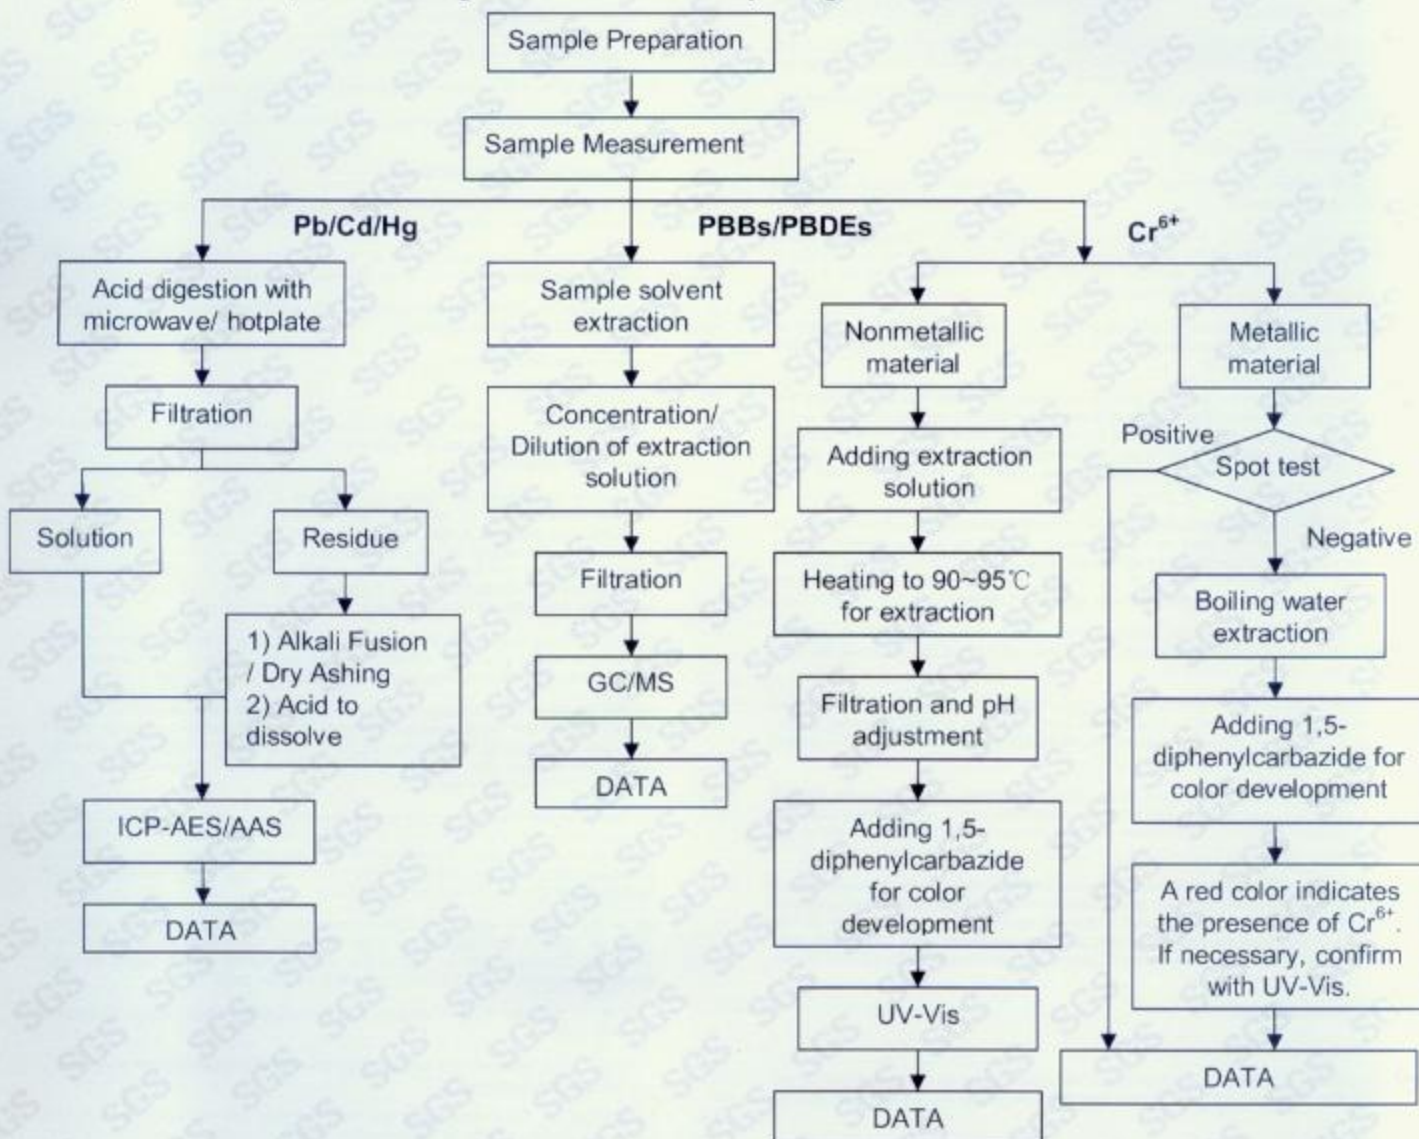 Sample Preparation
Sample Measurement
Pb/Cd/Hg
PBBs/PBDEs
Cr⁶⁺
Acid digestion with
microwave/ hotplate
Filtration
Solution
Residue
1) Alkali Fusion
/ Dry Ashing
2) Acid to
dissolve
ICP-AES/AAS
DATA
Sample solvent
extraction
Concentration/
Dilution of extraction
solution
Filtration
GC/MS
DATA
Nonmetallic
material
Adding extraction
solution
Heating to 90~95℃
for extraction
Filtration and pH
adjustment
Adding 1,5-
diphenylcarbazide
for color
development
UV-Vis
DATA
Metallic
material
Positive
Spot test
Negative
Boiling water
extraction
Adding 1,5-
diphenylcarbazide for
color development
A red color indicates
the presence of Cr⁶⁺.
If necessary, confirm
with UV-Vis.
DATA
SGS